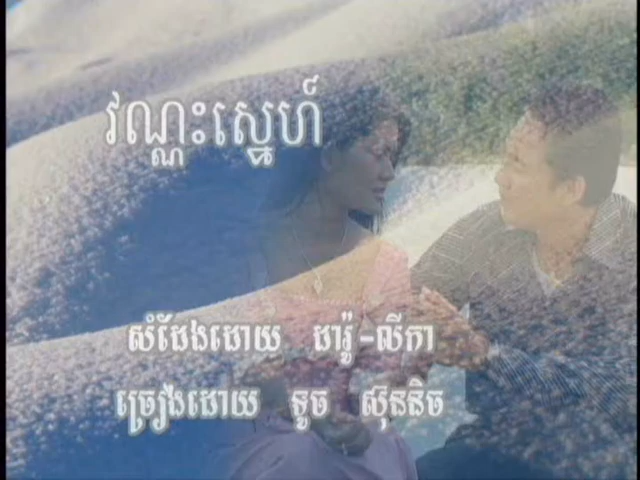 វណ្ណះស្នេហ៍
សំដែងដោយ ដារ៉ូ-លីកា
ច្រៀងដោយ ទូច ស៊ុននិច